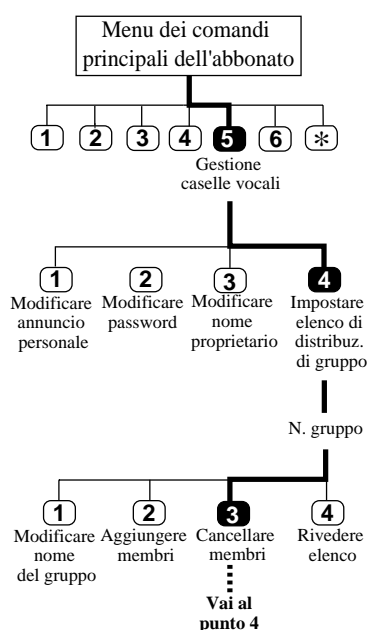 Menu dei comandi
principali dell'abbonato
1 2 3 4 5 6 *
Gestione
caselle vocali
1 2 3 4
Modificare Modificare Modificare Impostare
annuncio password nome elenco di
personale proprietario distribuz.
di gruppo
N. gruppo
1 2 3 4
Modificare Aggiungere Cancellare Rivedere
nome membri membri elenco
del gruppo
Vai al
punto 4